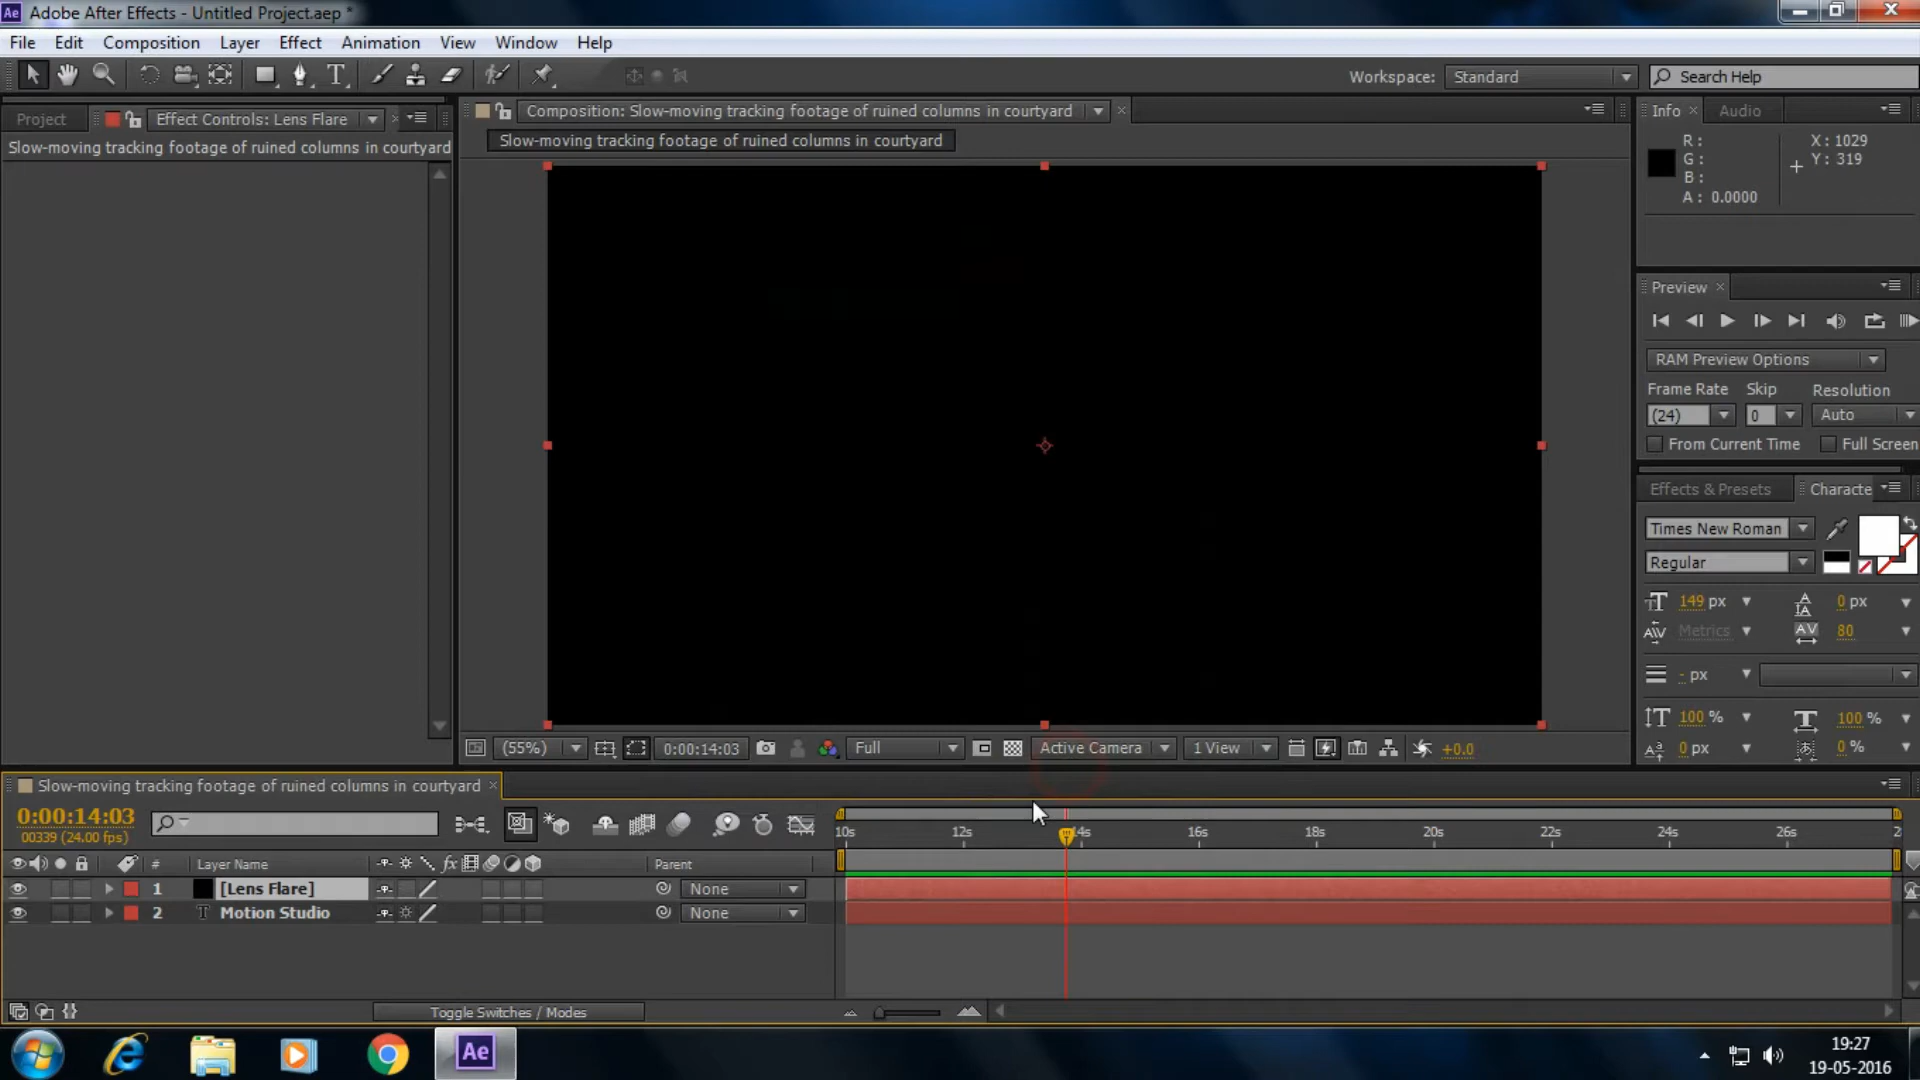 Ae Adobe After Effects - Untitled Project.aep *
File Edit Composition Layer Effect Animation View Window Help
Workspace: Standard Search Help
Project Effect Controls: Lens Flare
Composition: Slow-moving tracking footage of ruined columns in courtyard
Info Audio
Slow-moving tracking footage of ruined columns in courtyard
Slow-moving tracking footage of ruined columns in courtyard
R: X: 1029
G: Y: 319
B:
A: 0.0000
Preview
RAM Preview Options
Frame Rate Skip Resolution
(24) 0 Auto
From Current Time Full Screen
Effects & Presets Characte
Times New Roman
Regular
149 px 0 px
Metrics 80
- px
100 % 100 %
0 px 0 %
(55%) 0:00:14:03 Full Active Camera 1 View +0.0
Slow-moving tracking footage of ruined columns in courtyard
0:00:14:03
00339 (24.00 fps)
10s 12s 4s 16s 18s 20s 22s 24s 26s 2
# Layer Name fx Parent
1 [Lens Flare] None
2 T Motion Studio None
Toggle Switches / Modes
Ae
19:27
19-05-2016